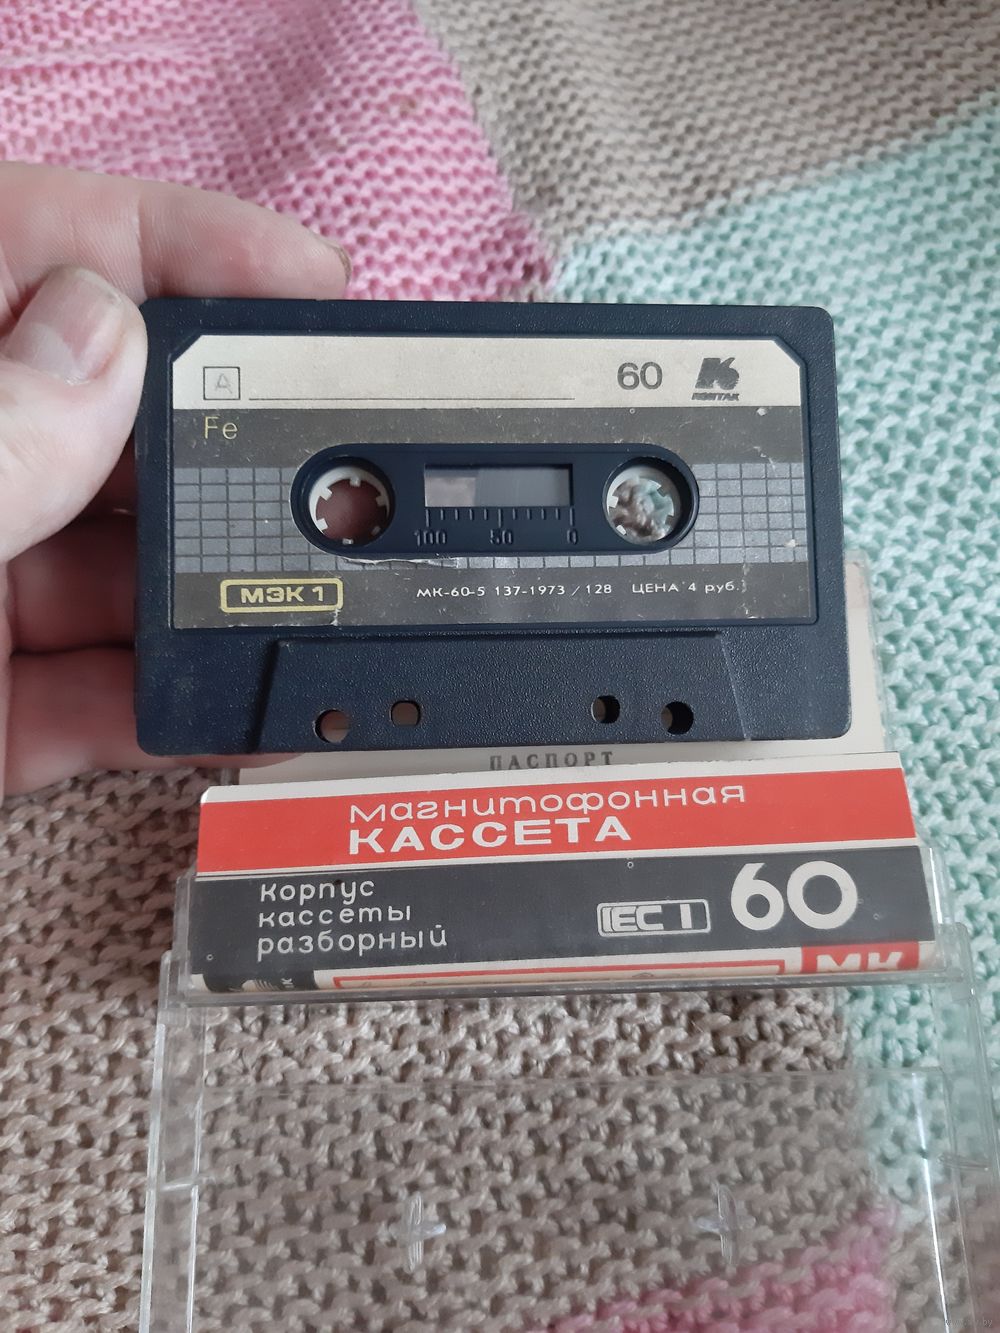 A
60
Fe
100 50 0
МЭК 1
МК-60-5 137-1973 / 128 ЦЕНА 4 руб.
ПАСПОРТ
Магнитофонная
КАССЕТА
Корпус
кассеты
разборный
IEC I
60
МК